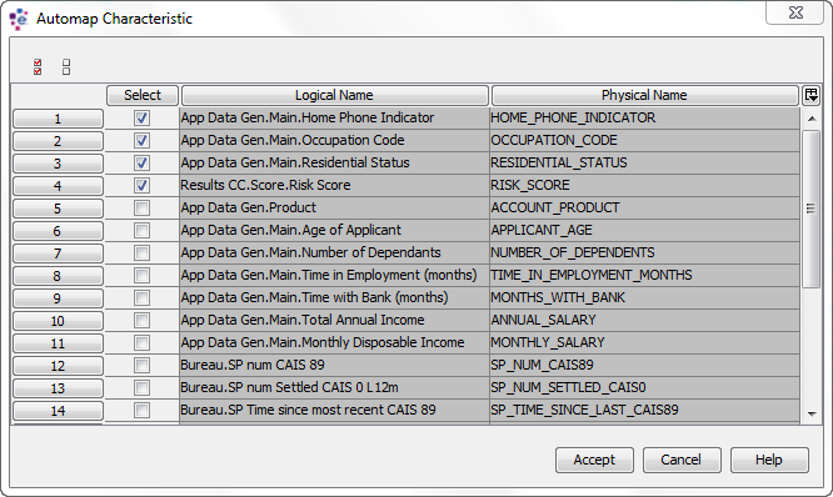 Automap Characteristic
Select Logical Name Physical Name
1 App Data Gen.Main.Home Phone Indicator HOME_PHONE_INDICATOR
2 App Data Gen.Main.Occupation Code OCCUPATION_CODE
3 App Data Gen.Main.Residential Status RESIDENTIAL_STATUS
4 Results CC.Score.Risk Score RISK_SCORE
5 App Data Gen.Product ACCOUNT_PRODUCT
6 App Data Gen.Main.Age of Applicant APPLICANT_AGE
7 App Data Gen.Main.Number of Dependants NUMBER_OF_DEPENDENTS
8 App Data Gen.Main.Time in Employment (months) TIME_IN_EMPLOYMENT_MONTHS
9 App Data Gen.Main.Time with Bank (months) MONTHS_WITH_BANK
10 App Data Gen.Main.Total Annual Income ANNUAL_SALARY
11 App Data Gen.Main.Monthly Disposable Income MONTHLY_SALARY
12 Bureau.SP num CAIS 89 SP_NUM_CAIS89
13 Bureau.SP num Settled CAIS 0 L12m SP_NUM_SETTLED_CAIS0
14 Bureau.SP Time since most recent CAIS 89 SP_TIME_SINCE_LAST_CAIS89
Accept Cancel Help